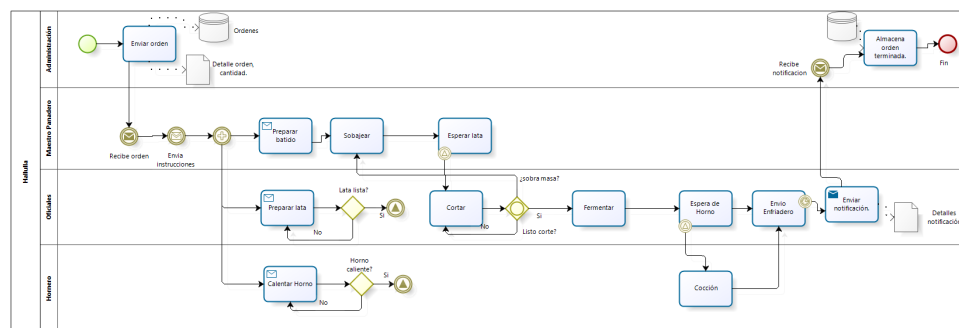 Hallulla
Administración
Enviar orden
Ordenes
Detalle orden,
cantidad.
Recibe
notificacion
Almacena
orden
terminada.
Fin
Maestro Panadero
Recibe orden
Envia
instrucciones
Preparar
batido
Sobajear
Esperar lata
Oficiales
Preparar lata
Lata lista?
Si
No
Cortar
¿sobra masa?
No
Si
Listo corte?
Fermentar
Espera de
Horno
Envio
Enfriadero
Enviar
notificación.
Detalles
notificación
Hornero
Calentar Horno
Horno
caliente?
Si
No
Cocción